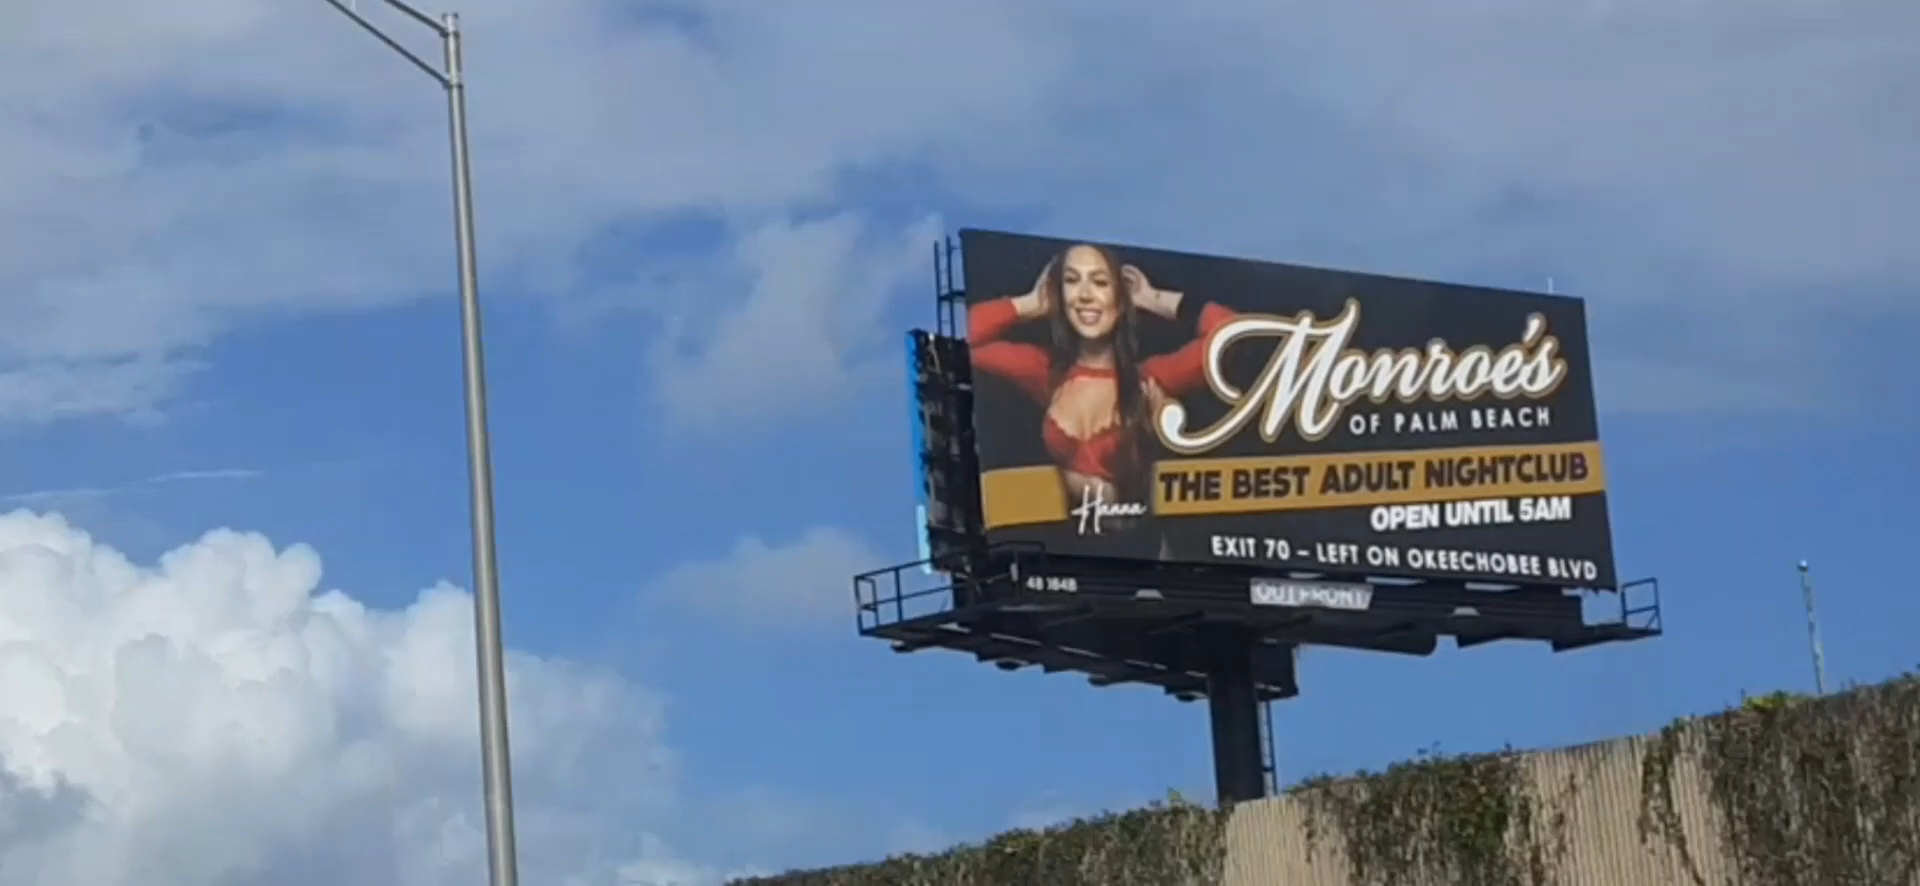 Monroe's
OF PALM BEACH
THE BEST ADULT NIGHTCLUB
Hanna
OPEN UNTIL 5AM
EXIT 70 – LEFT ON OKEECHOBEE BLVD
OUTFRONT